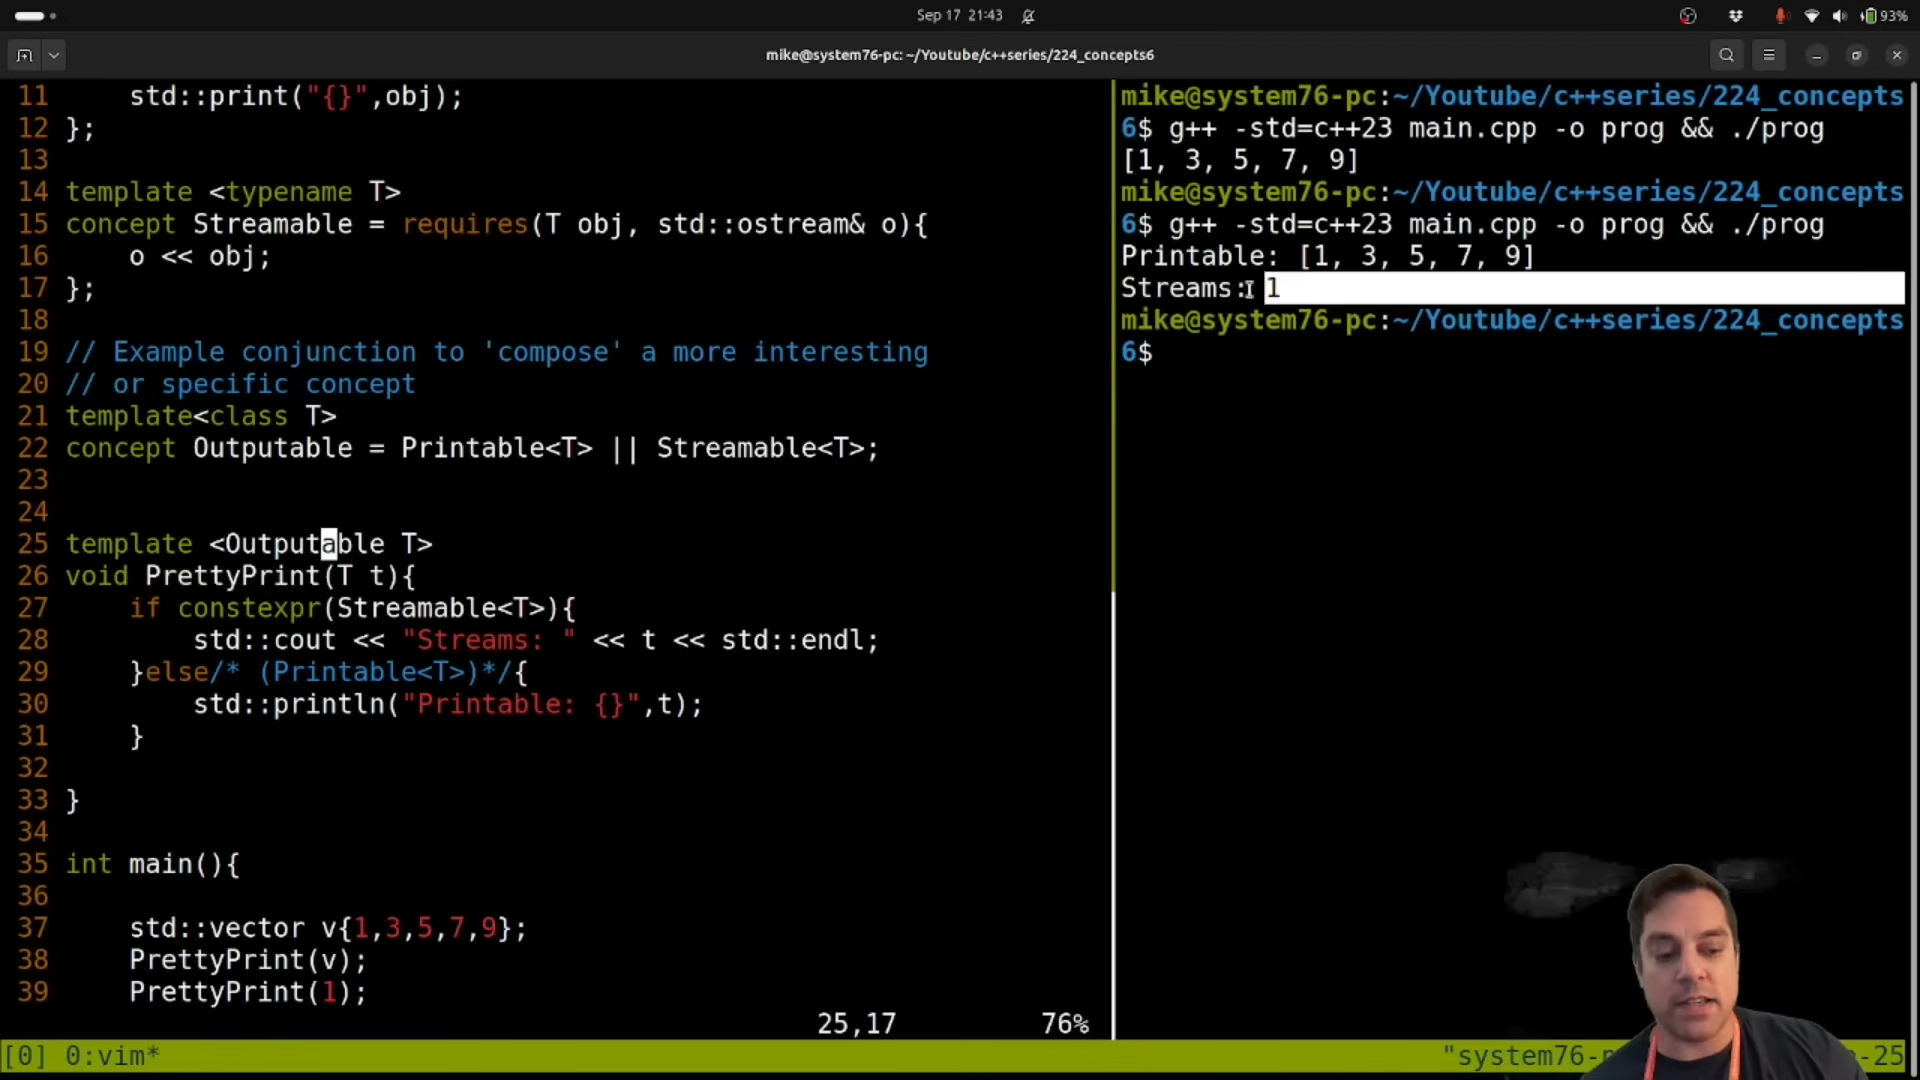 Sep 17 21:43
93%
mike@system76-pc: ~/Youtube/c++series/224_concepts6
11     std::print("{}",obj);
12 };
13
14 template <typename T>
15 concept Streamable = requires(T obj, std::ostream& o){
16     o << obj;
17 };
18
19 // Example conjunction to 'compose' a more interesting
20 // or specific concept
21 template<class T>
22 concept Outputable = Printable<T> || Streamable<T>;
23
24
25 template <Outputable T>
26 void PrettyPrint(T t){
27     if constexpr(Streamable<T>){
28         std::cout << "Streams: " << t << std::endl;
29     }else/* (Printable<T>)*/{
30         std::println("Printable: {}",t);
31     }
32
33 }
34
35 int main(){
36
37     std::vector v{1,3,5,7,9};
38     PrettyPrint(v);
39     PrettyPrint(1);
25,17 76%
mike@system76-pc:~/Youtube/c++series/224_concepts
6$ g++ -std=c++23 main.cpp -o prog && ./prog
[1, 3, 5, 7, 9]
mike@system76-pc:~/Youtube/c++series/224_concepts
6$ g++ -std=c++23 main.cpp -o prog && ./prog
Printable: [1, 3, 5, 7, 9]
Streams: 1
mike@system76-pc:~/Youtube/c++series/224_concepts
6$
[0] 0:vim*
"system76-
-25